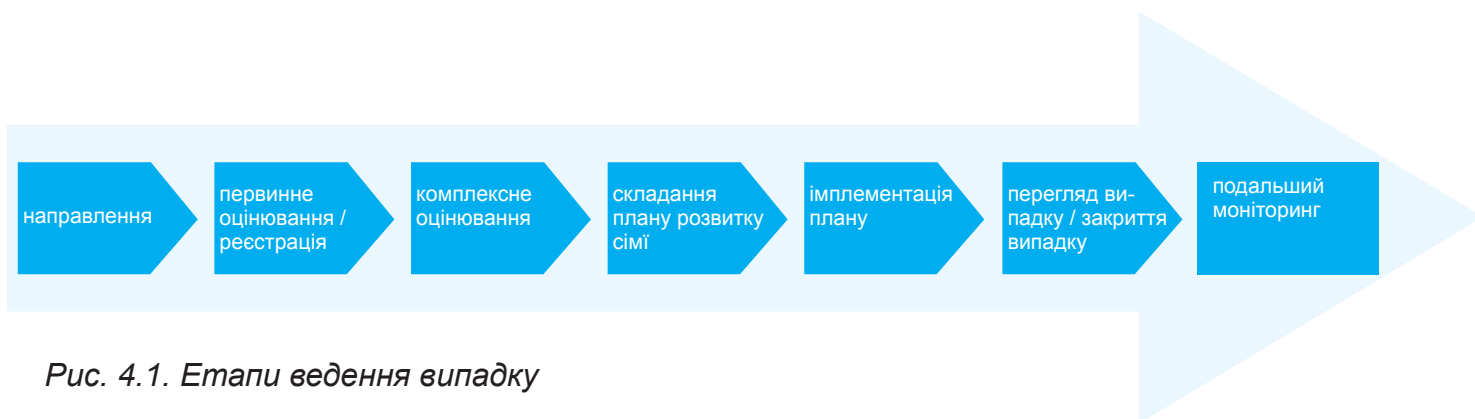 направлення
первинне
оцінювання /
реєстрація
комплексне
оцінювання
складання
плану розвитку
сімї
імплементація
плану
перегляд ви-
падку / закриття
випадку
подальший
моніторинг
Рис. 4.1. Етапи ведення випадку